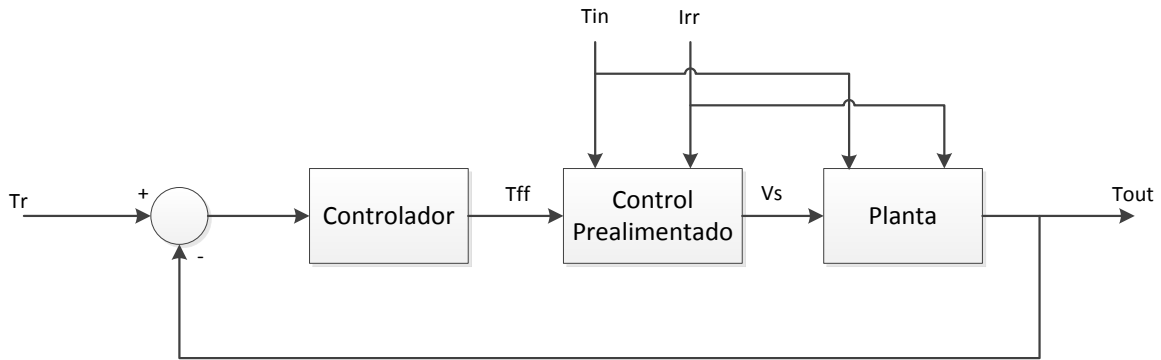 Tin
Irr
Tr
+
-
Controlador
Tff
Control
Prealimentado
Vs
Planta
Tout